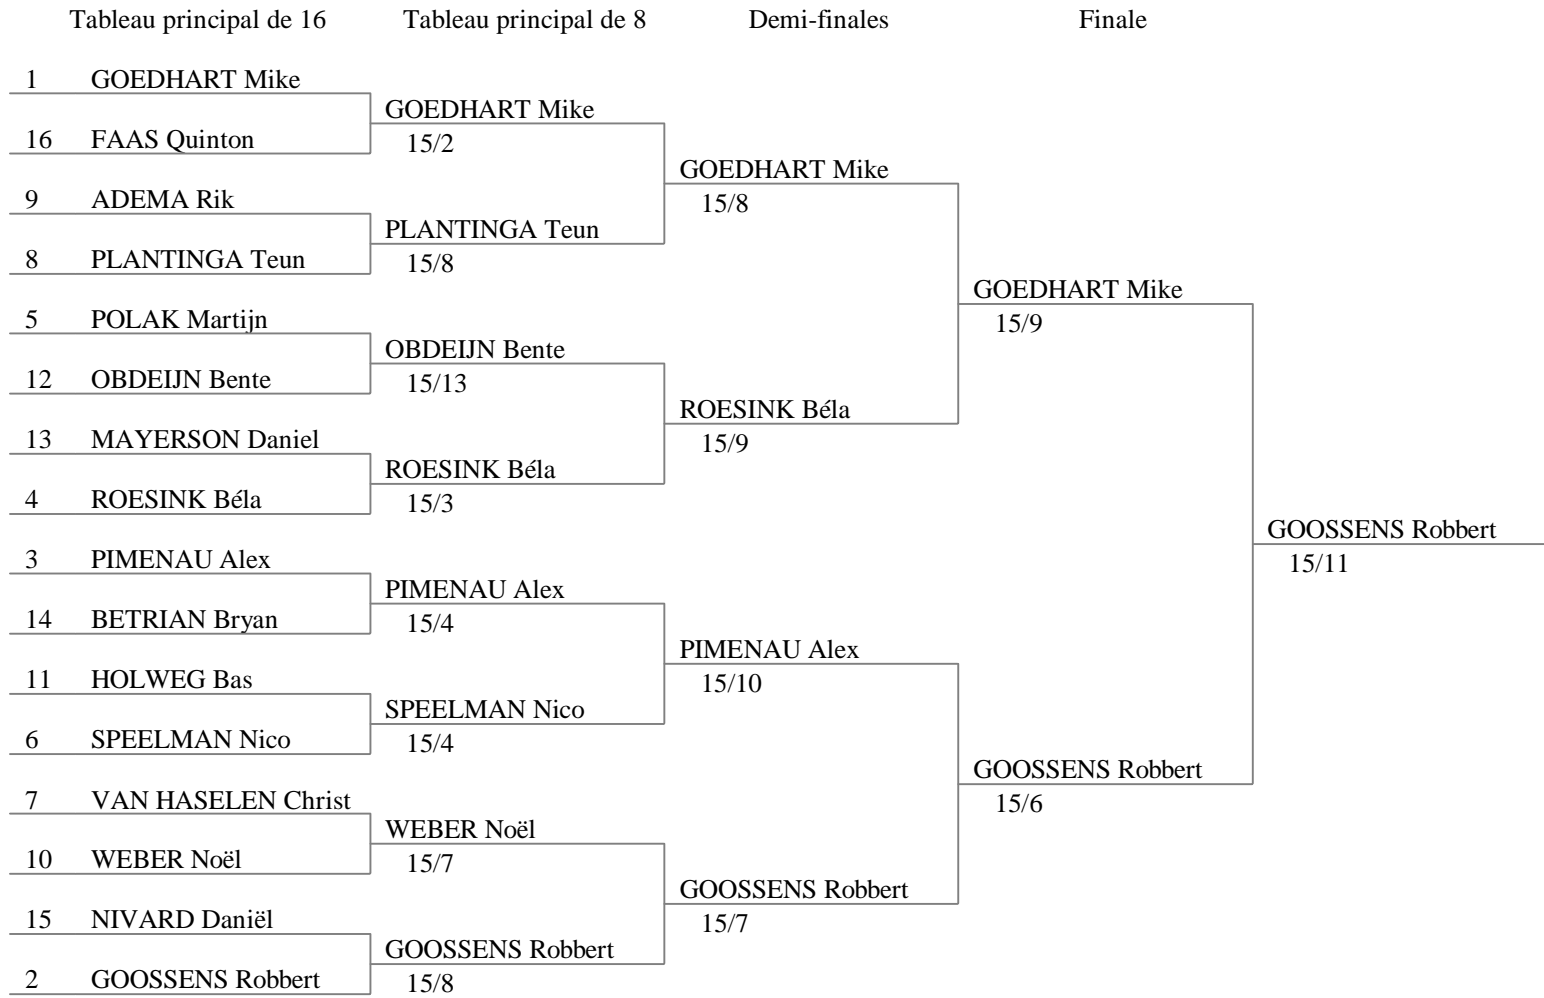 Tableau principal de 16 Tableau principal de 8 Demi-finales Finale
1 GOEDHART Mike
GOEDHART Mike
16 FAAS Quinton 15/2
GOEDHART Mike
9 ADEMA Rik 15/8
PLANTINGA Teun
8 PLANTINGA Teun 15/8
GOEDHART Mike
5 POLAK Martijn 15/9
OBDEIJN Bente
12 OBDEIJN Bente 15/13
ROESINK Béla
13 MAYERSON Daniel 15/9
ROESINK Béla
4 ROESINK Béla 15/3
GOOSSENS Robbert
3 PIMENAU Alex 15/11
PIMENAU Alex
14 BETRIAN Bryan 15/4
PIMENAU Alex
11 HOLWEG Bas 15/10
SPEELMAN Nico
6 SPEELMAN Nico 15/4
GOOSSENS Robbert
7 VAN HASELEN Christ 15/6
WEBER Noël
10 WEBER Noël 15/7
GOOSSENS Robbert
15 NIVARD Daniël 15/7
GOOSSENS Robbert
2 GOOSSENS Robbert 15/8